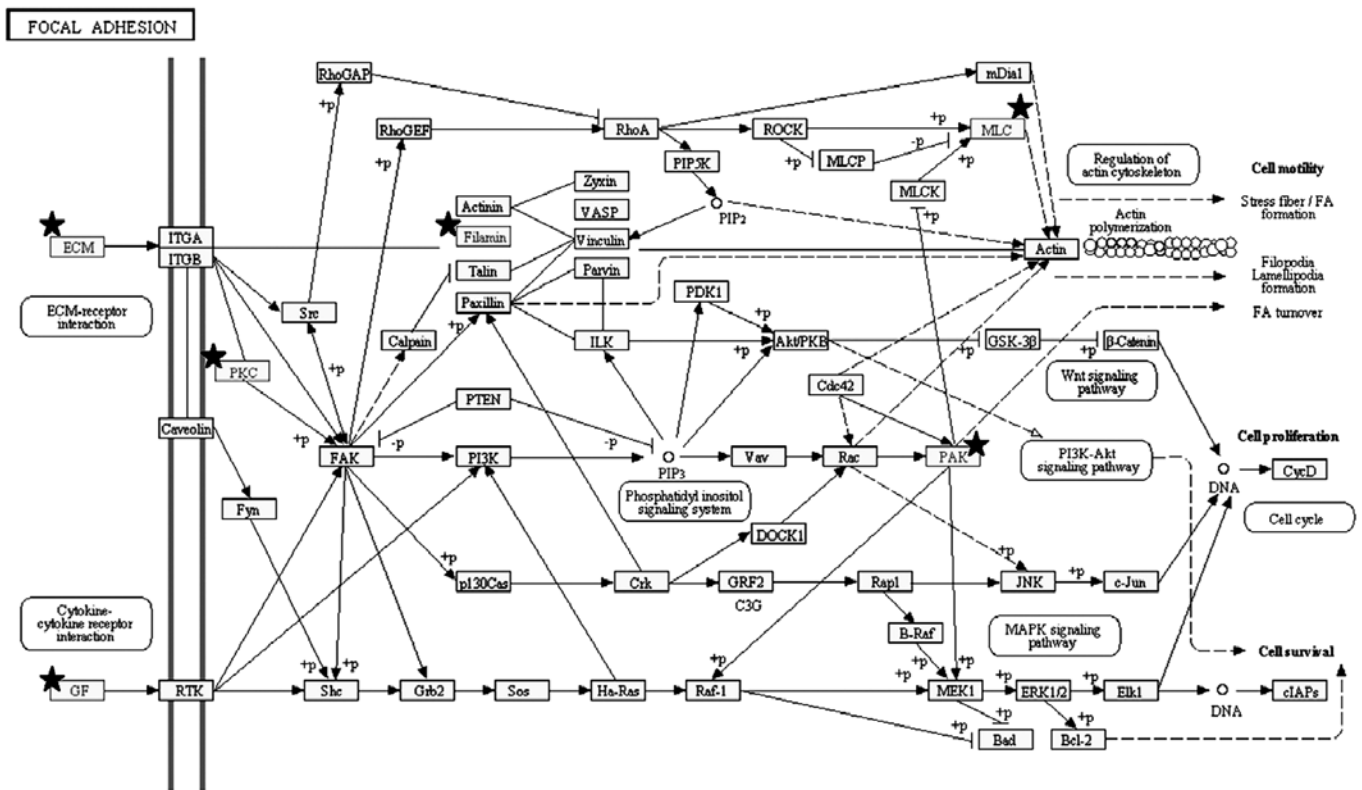 FOCAL ADHESION
RhoGAP
mDia1
+p
RhoGEF
RhoA
ROCK
+p
MLC
-p
+p
MLCP
+p
Regulation of
actin cytoskeleton
Cell motility
+p
PIP5K
MLCK
Zyxin
Actinin
VASP
PIP2
+p
Stress fiber / FA
formation
Actin
polymerization
ECM
ITGA
ITGB
Filamin
Vinculin
Actin
Talin
Parvin
Filopodia
Lamellipodia
formation
ECM-receptor
interaction
Src
Paxillin
PDK1
FA turnover
+p
Calpain
ILK
+p
+p
Akt/PKB
GSK-3β
+p
β-Catenin
PKC
+p
Cdc42
Wnt signaling
pathway
PTEN
Caveolin
+p
-p
-p
FAK
PI3K
PIP3
Vav
Rac
PAK
PI3K-Akt
signaling pathway
Cell proliferation
DNA
CycD
Phosphatidyl inositol
signaling system
Fyn
DOCK1
Cell cycle
+p
p130Cas
Crk
GRF2
C3G
Rap1
JNK
+p
c-Jun
Cytokine-
cytokine receptor
interaction
B-Raf
MAPK signaling
pathway
Cell survival
+p
+p
+p
+p
+p
GF
RTK
Shc
Grb2
Sos
Ha-Ras
Raf-1
MEK1
+p
ERK1/2
+p
Elk1
DNA
cIAPs
+p
+p
+p
Bad
Bcl-2